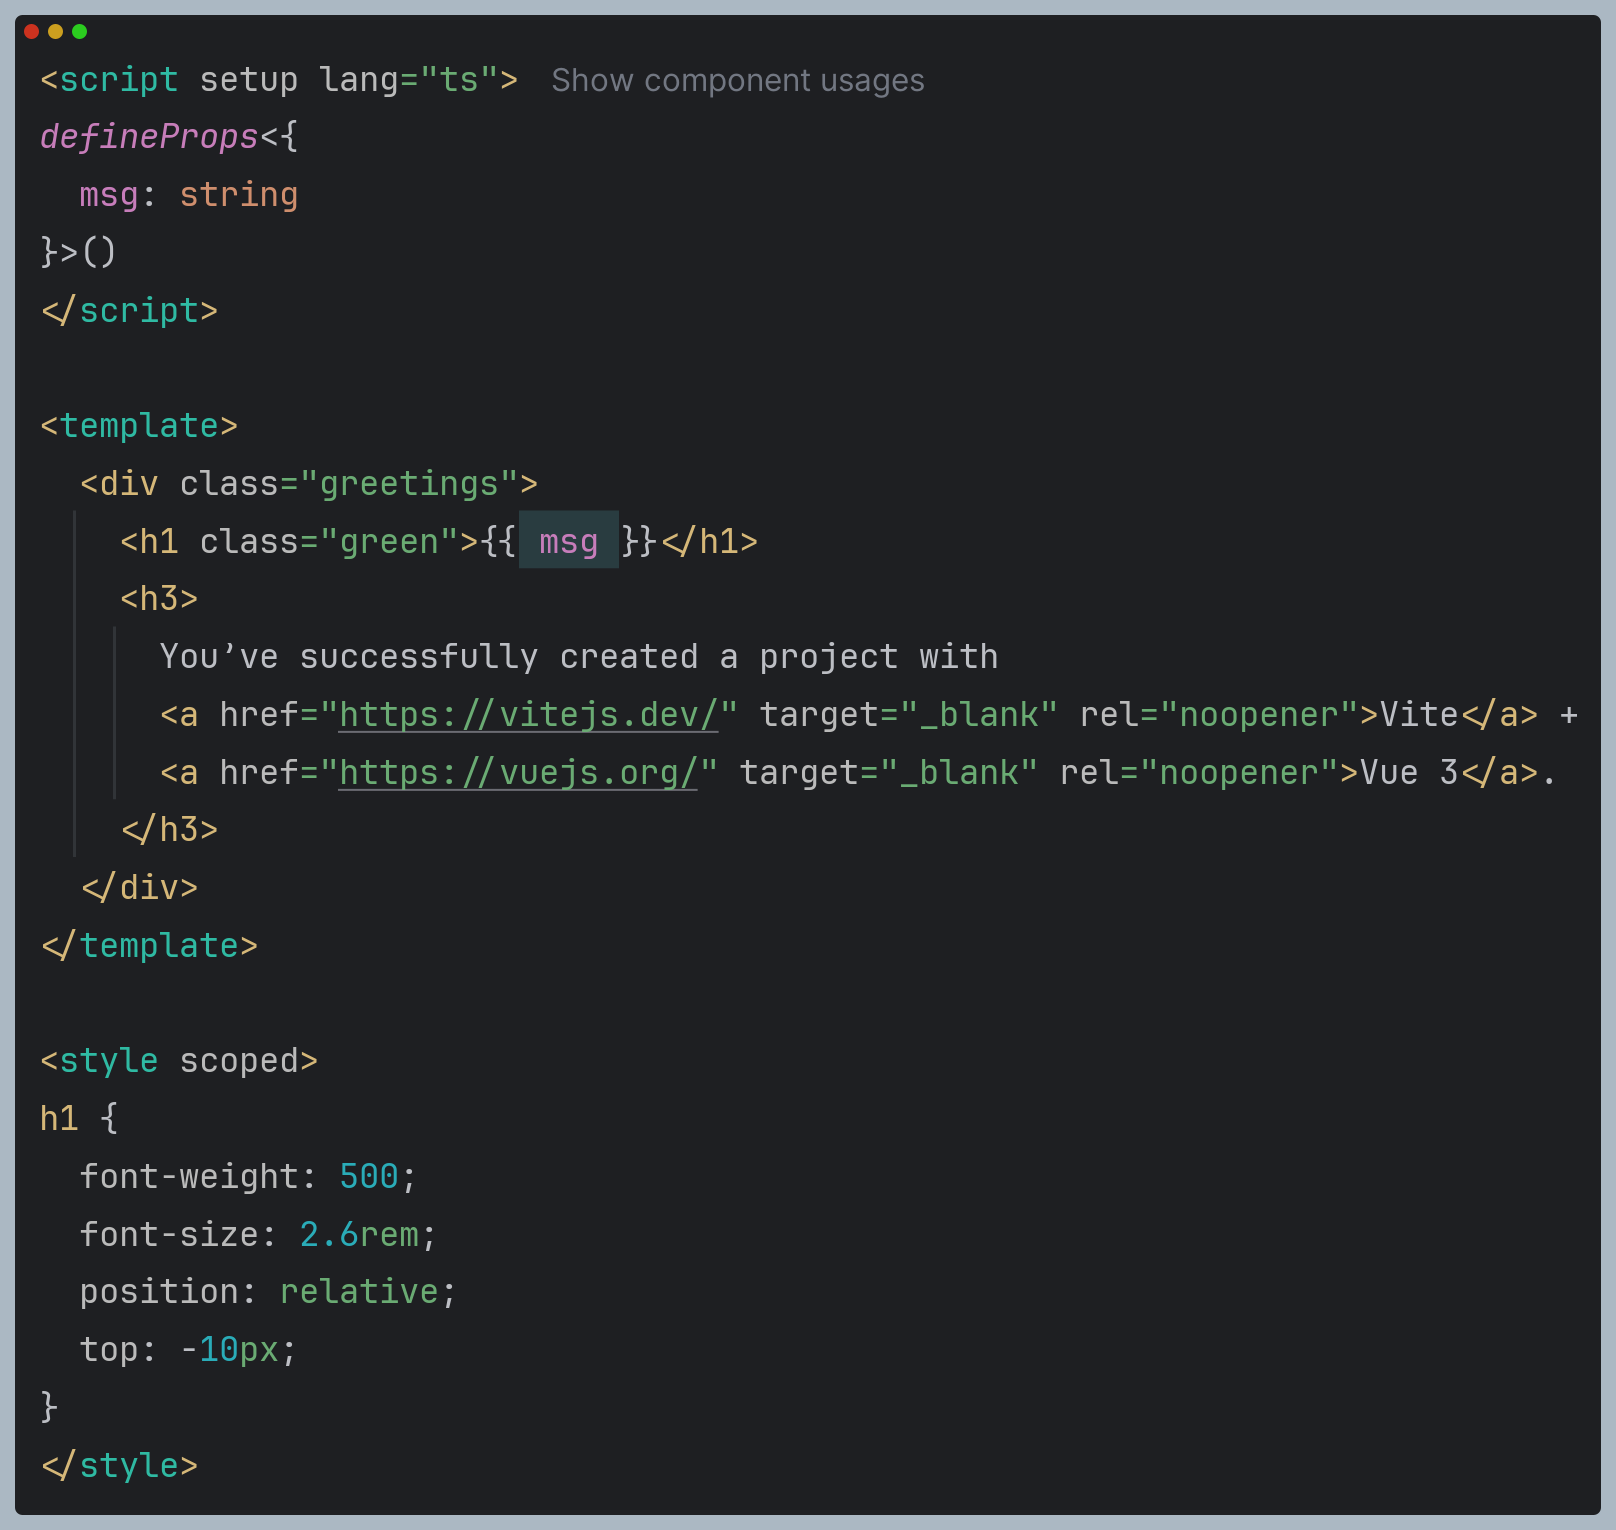 <script setup lang="ts"> Show component usages
defineProps<{
  msg: string
}>()
</script>

<template>
  <div class="greetings">
    <h1 class="green">{{ msg }}</h1>
    <h3>
      You’ve successfully created a project with
      <a href="https://vitejs.dev/" target="_blank" rel="noopener">Vite</a> +
      <a href="https://vuejs.org/" target="_blank" rel="noopener">Vue 3</a>.
    </h3>
  </div>
</template>

<style scoped>
h1 {
  font-weight: 500;
  font-size: 2.6rem;
  position: relative;
  top: -10px;
}
</style>